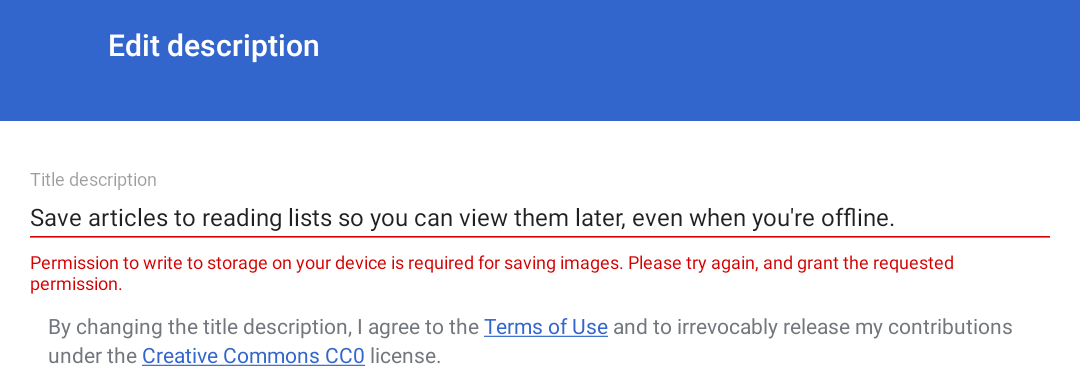 Edit description
Title description
Save articles to reading lists so you can view them later, even when you're offline.
Permission to write to storage on your device is required for saving images. Please try again, and grant the requested
permission.
By changing the title description, I agree to the Terms of Use and to irrevocably release my contributions
under the Creative Commons CC0 license.